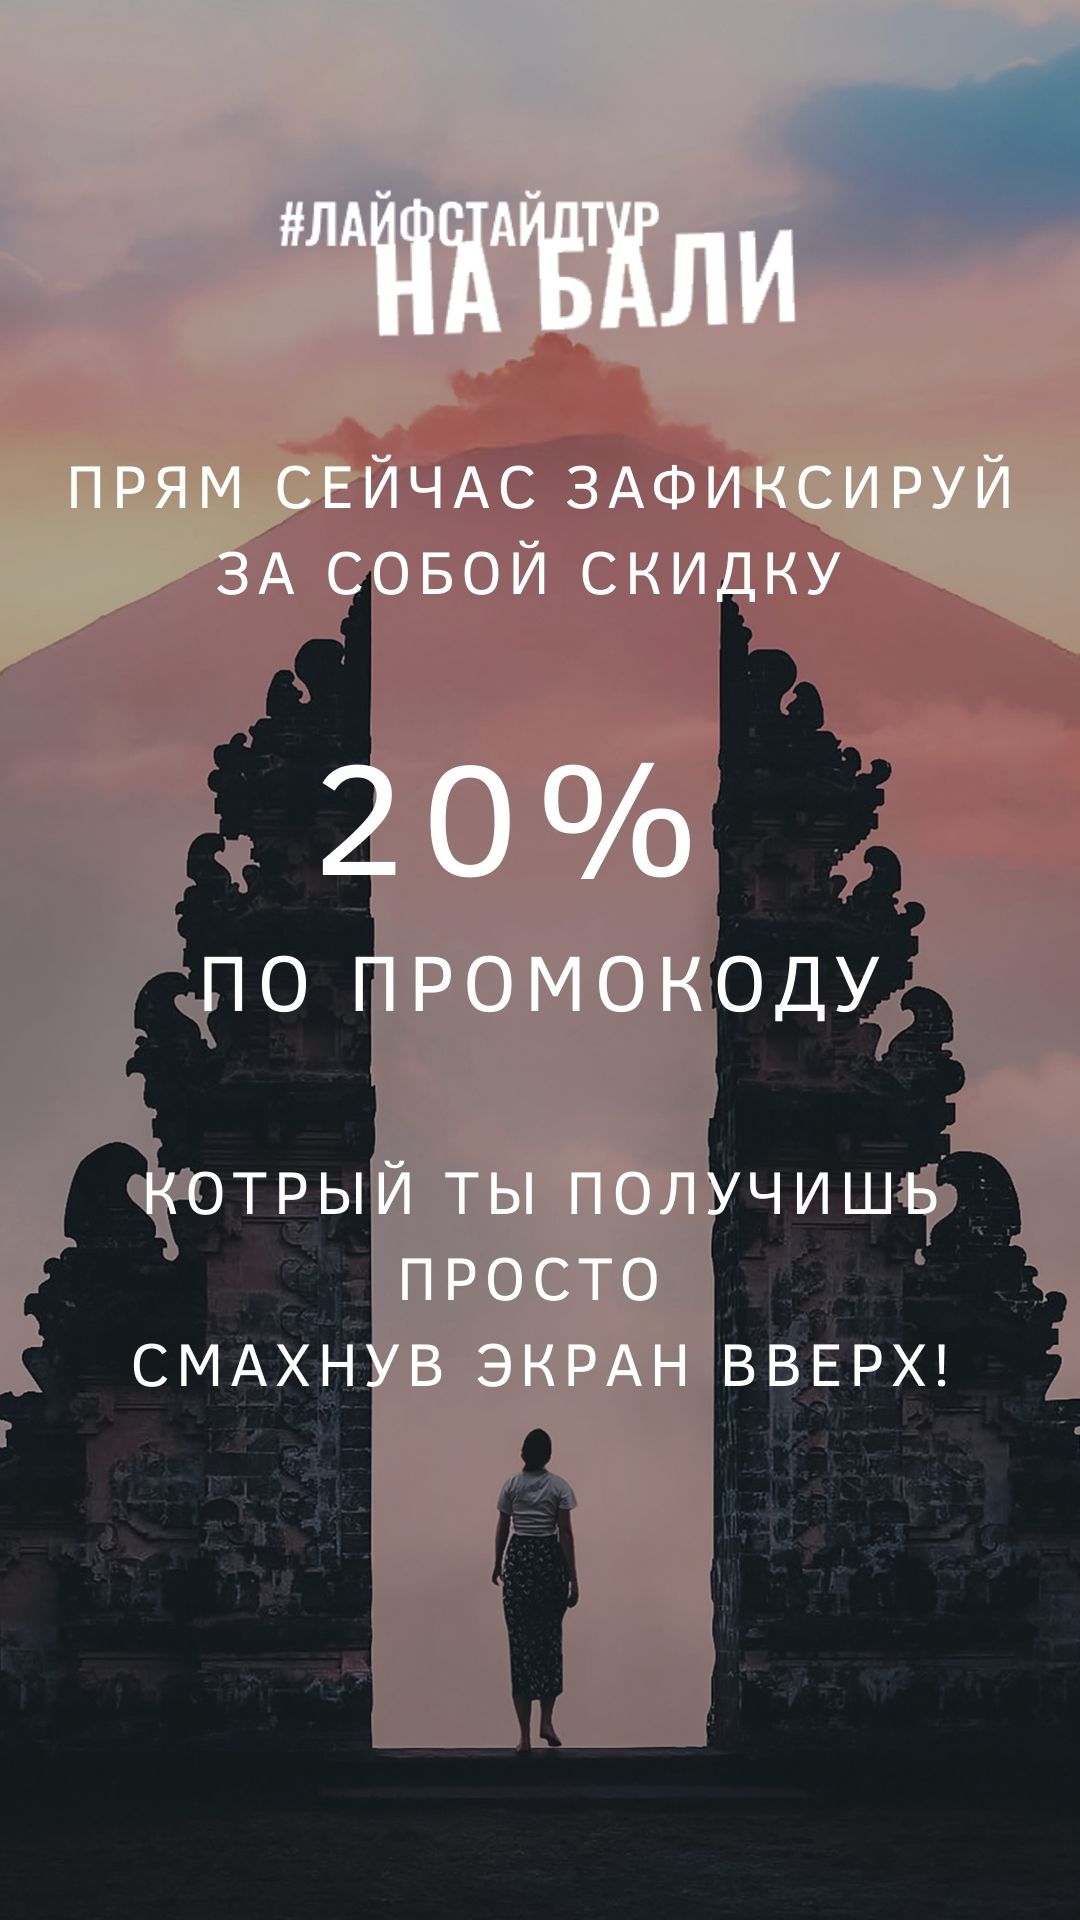 #ЛАЙФСТАЙЛТУР
НА БАЛИ
ПРЯМ СЕЙЧАС ЗАФИКСИРУЙ
ЗА СОБОЙ СКИДКУ
20%
ПО ПРОМОКОДУ
КОТРЫЙ ТЫ ПОЛУЧИШЬ
ПРОСТО
СМАХНУВ ЭКРАН ВВЕРХ!